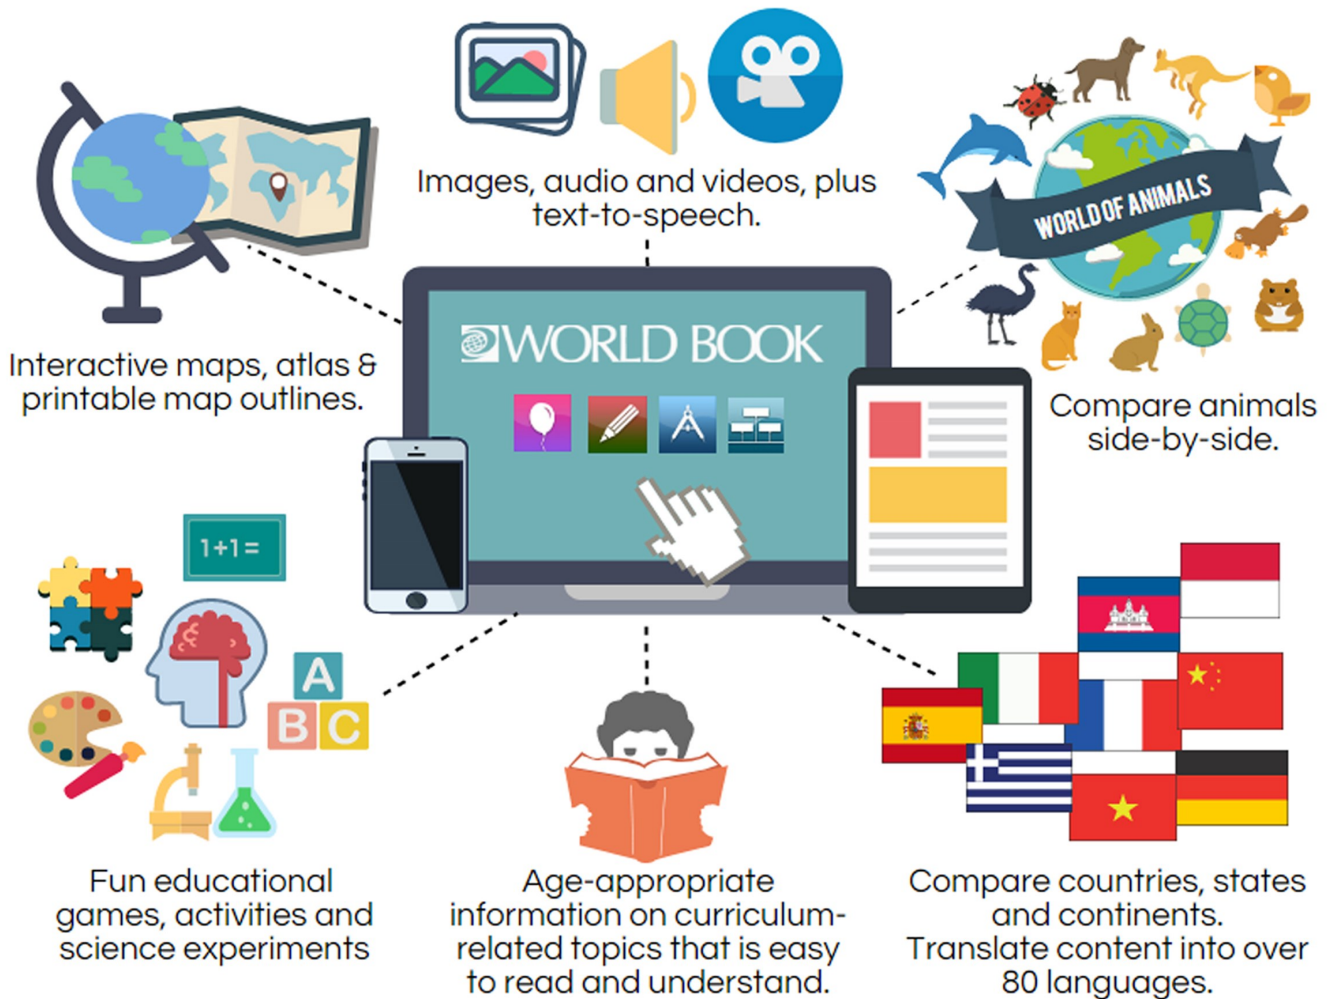 Images, audio and videos, plus
text-to-speech.
WORLD OF ANIMALS
Interactive maps, atlas &
printable map outlines.
WORLD BOOK
Compare animals
side-by-side.
1+1=
A
B C
Fun educational
games, activities and
science experiments
Age-appropriate
information on curriculum-
related topics that is easy
to read and understand.
Compare countries, states
and continents.
Translate content into over
80 languages.